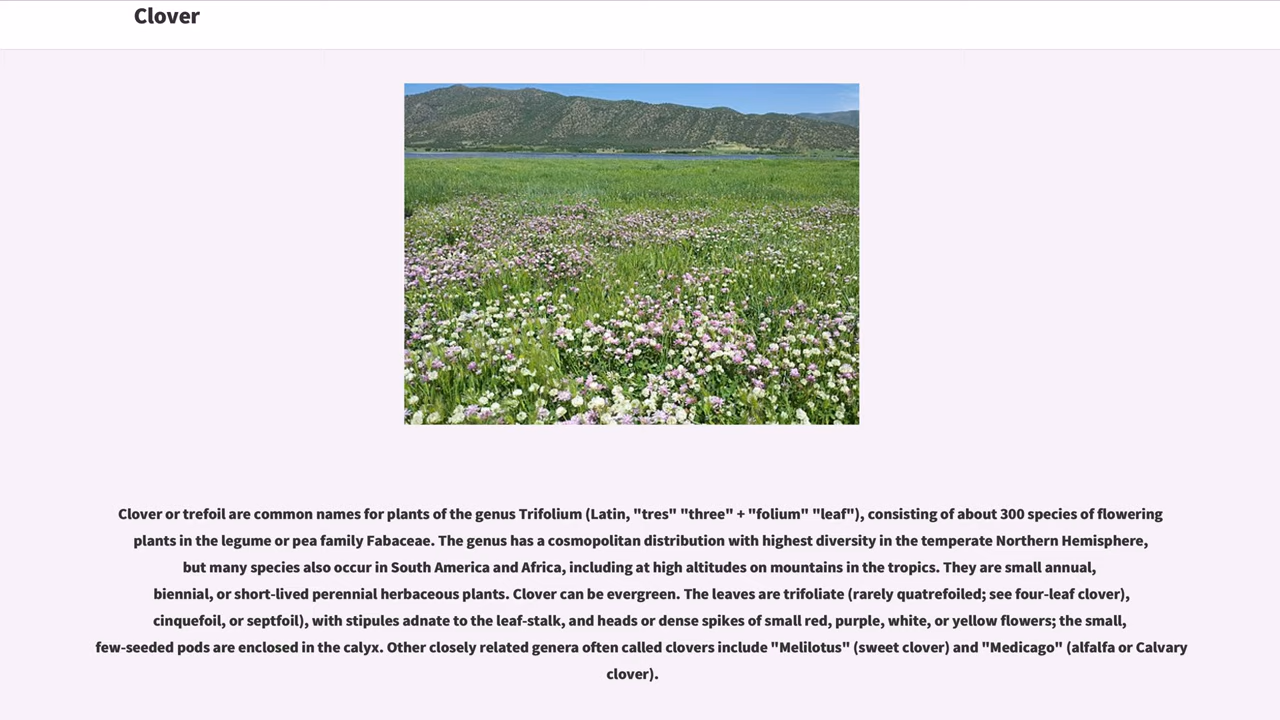 Clover
Clover or trefoil are common names for plants of the genus Trifolium (Latin, "tres" "three" + "folium" "leaf"), consisting of about 300 species of flowering
plants in the legume or pea family Fabaceae. The genus has a cosmopolitan distribution with highest diversity in the temperate Northern Hemisphere,
but many species also occur in South America and Africa, including at high altitudes on mountains in the tropics. They are small annual,
biennial, or short-lived perennial herbaceous plants. Clover can be evergreen. The leaves are trifoliate (rarely quatrefoiled; see four-leaf clover),
cinquefoil, or septfoil), with stipules adnate to the leaf-stalk, and heads or dense spikes of small red, purple, white, or yellow flowers; the small,
few-seeded pods are enclosed in the calyx. Other closely related genera often called clovers include "Melilotus" (sweet clover) and "Medicago" (alfalfa or Calvary
clover).